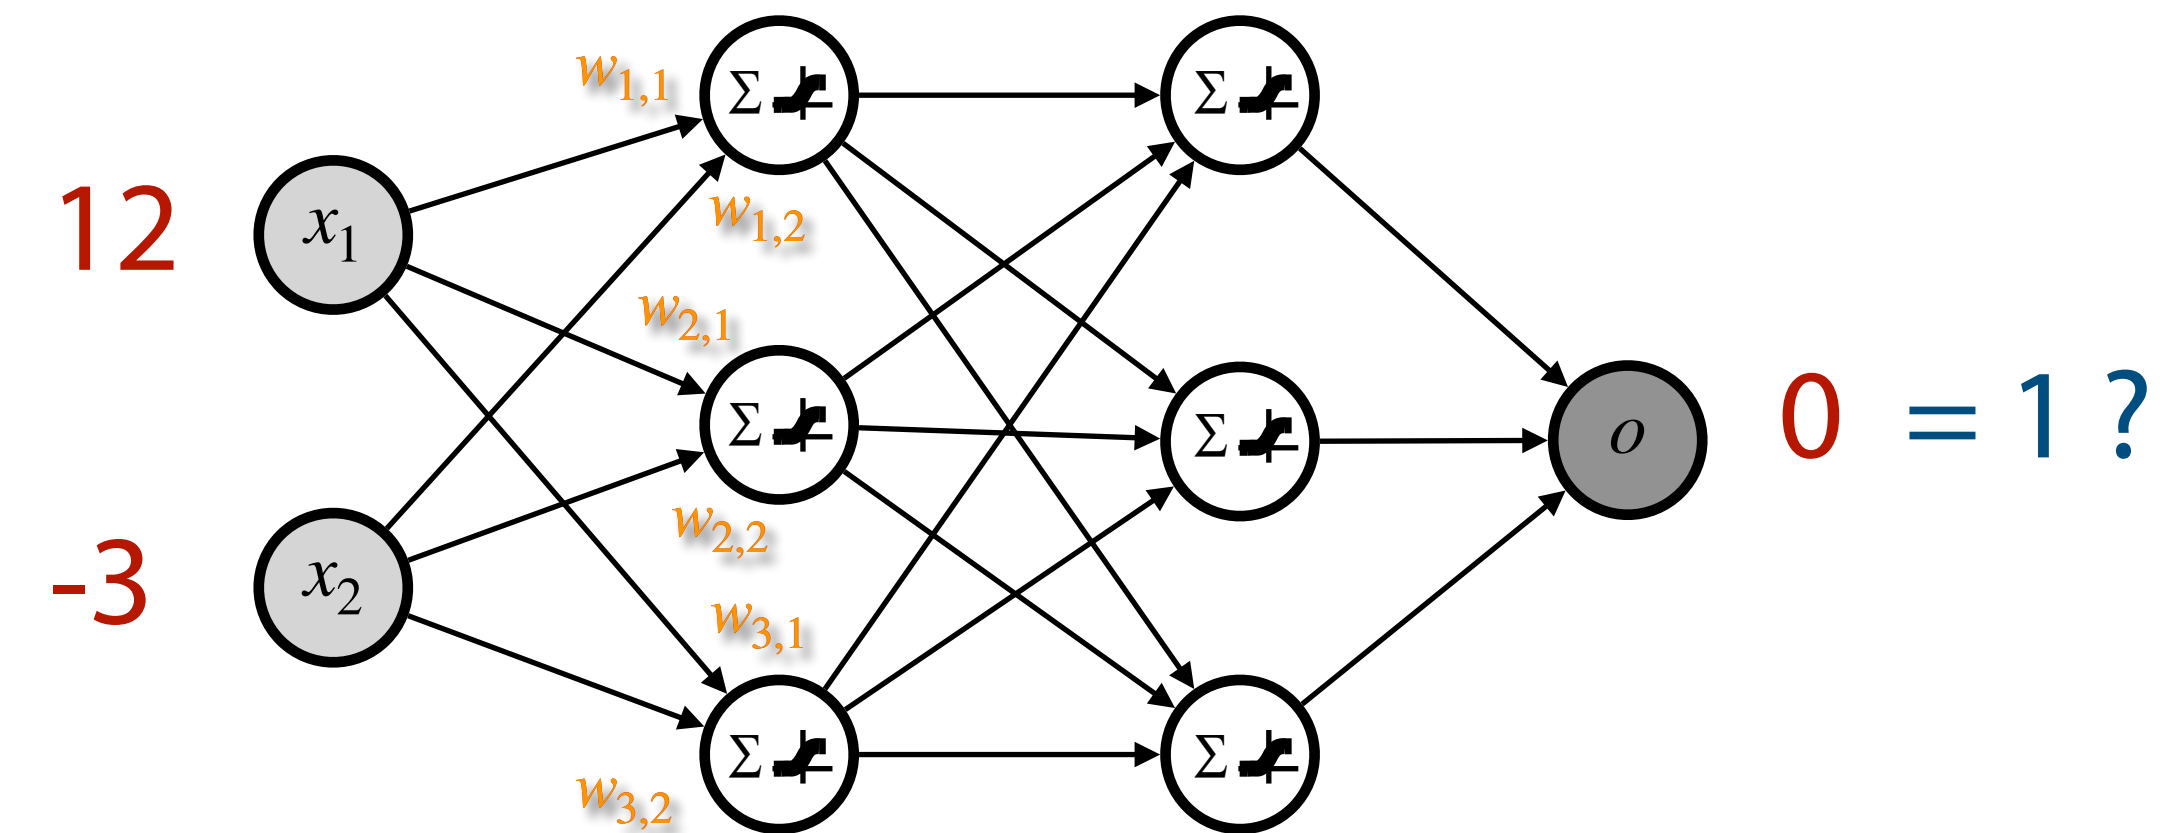 w₁,₁
Σ
Σ
12
x₁
w₁,₂
w₂,₁
Σ
Σ
o
0 = 1 ?
w₂,₂
-3
x₂
w₃,₁
Σ
Σ
w₃,₂